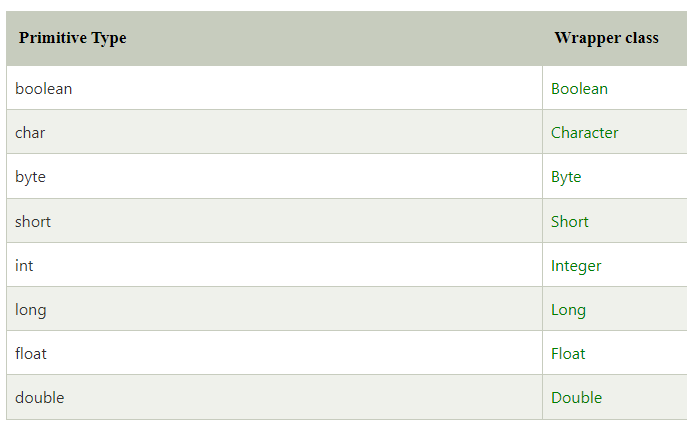 Primitive Type Wrapper class
boolean Boolean
char Character
byte Byte
short Short
int Integer
long Long
float Float
double Double